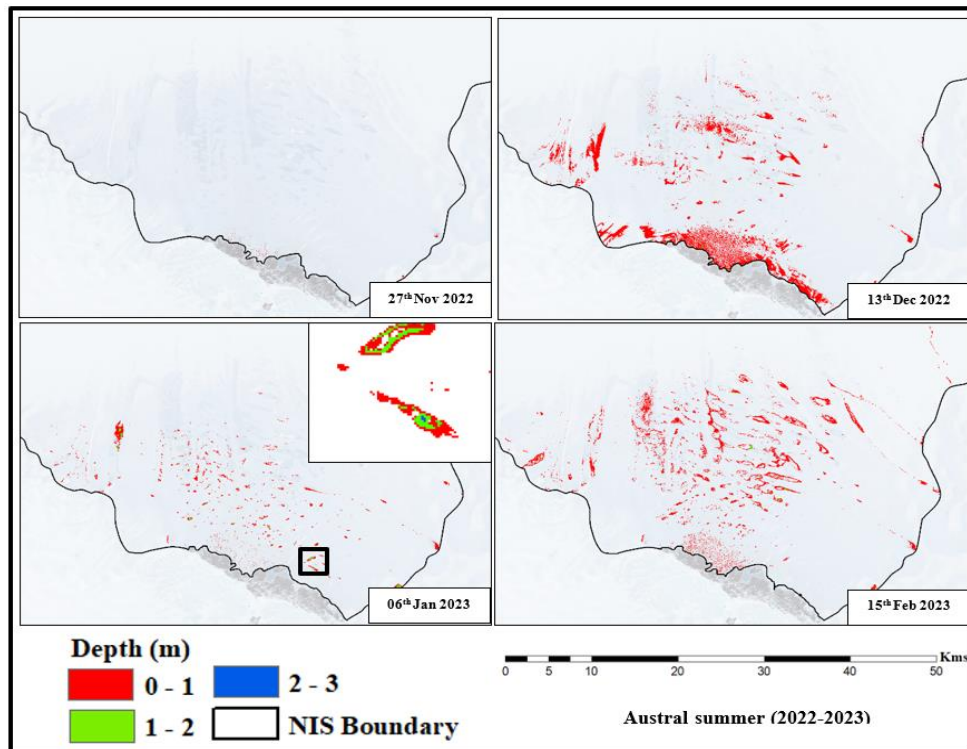 27th Nov 2022
13th Dec 2022
06th Jan 2023
15th Feb 2023
Depth (m)
0 - 1
2 - 3
1 - 2
NIS Boundary
0 5 10 20 30 40 50 Kms
Austral summer (2022-2023)